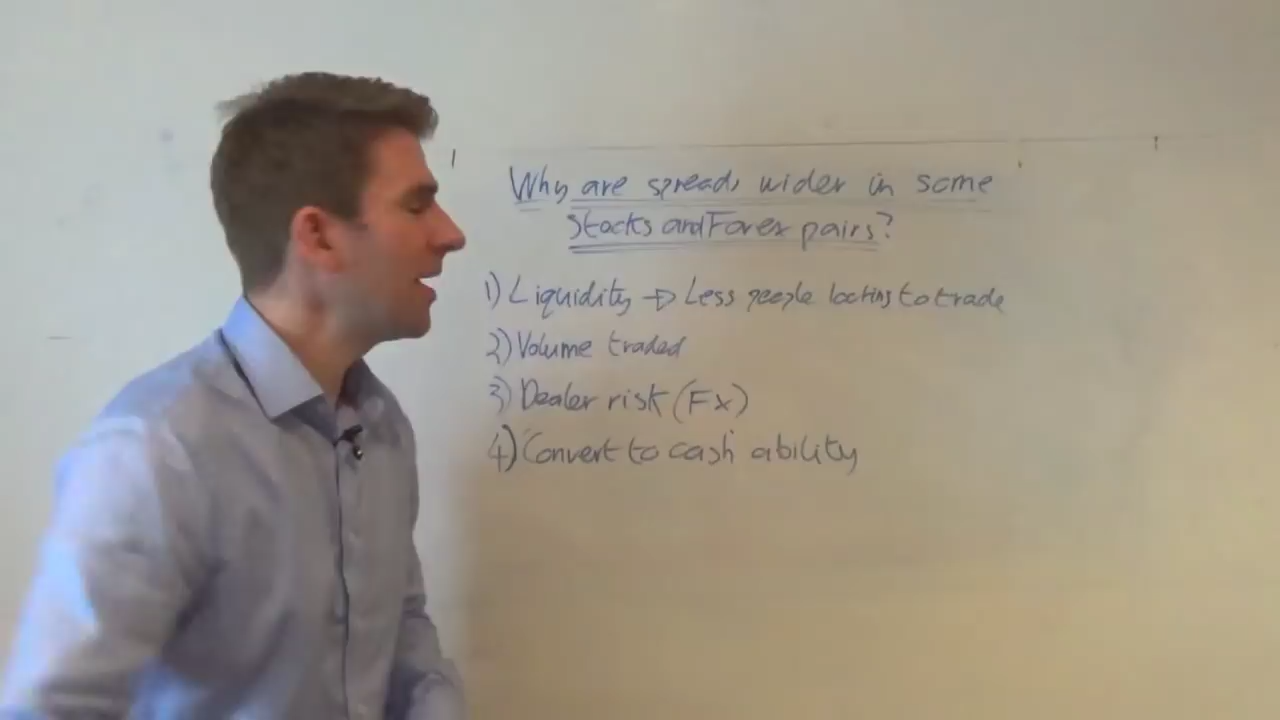 Why are spreads wider in some
Stocks and Forex pairs?
1) Liquidity → Less people looking to trade
2) Volume traded
3) Dealer risk (Fx)
4) Convert to cash ability